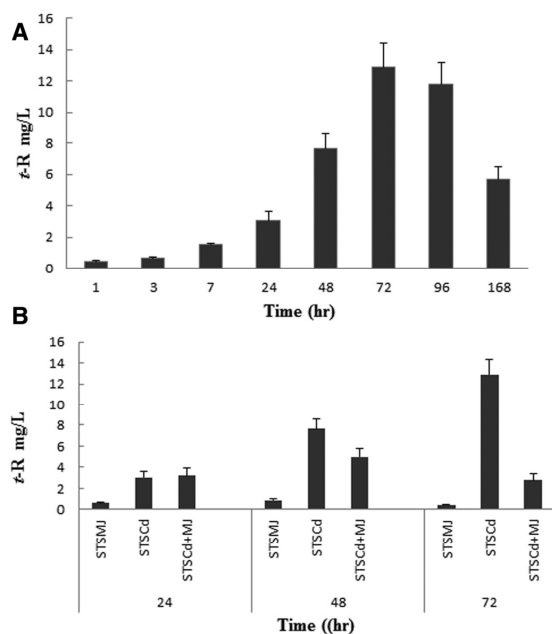 A
t-R mg/L
16
14
12
10
8
6
4
2
0
1 3 7 24 48 72 96 168
Time (hr)
B
t-R mg/L
16
14
12
10
8
6
4
2
0
STSMJ STSCd STSCd+MJ STSMJ STSCd STSCd+MJ STSMJ STSCd STSCd+MJ
24 48 72
Time ((hr)